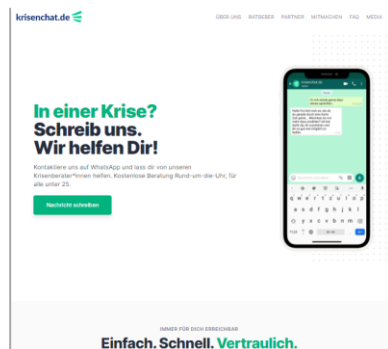 krisenchat.de
ÜBER UNS RATGEBER PARTNER MITMACHEN FAQ MEDIA
In einer Krise?
Schreib uns.
Wir helfen Dir!
Kontaktiere uns auf WhatsApp und lass dir von unseren
Krisenberater*innen helfen. Kostenlose Beratung Rund-um-die-Uhr, für
alle unter 25.
Nachricht schreiben
q w e r t z u i o p
a s d f g h j k l
y x c v b n m
IMMER FÜR DICH ERREICHBAR
Einfach. Schnell. Vertraulich.